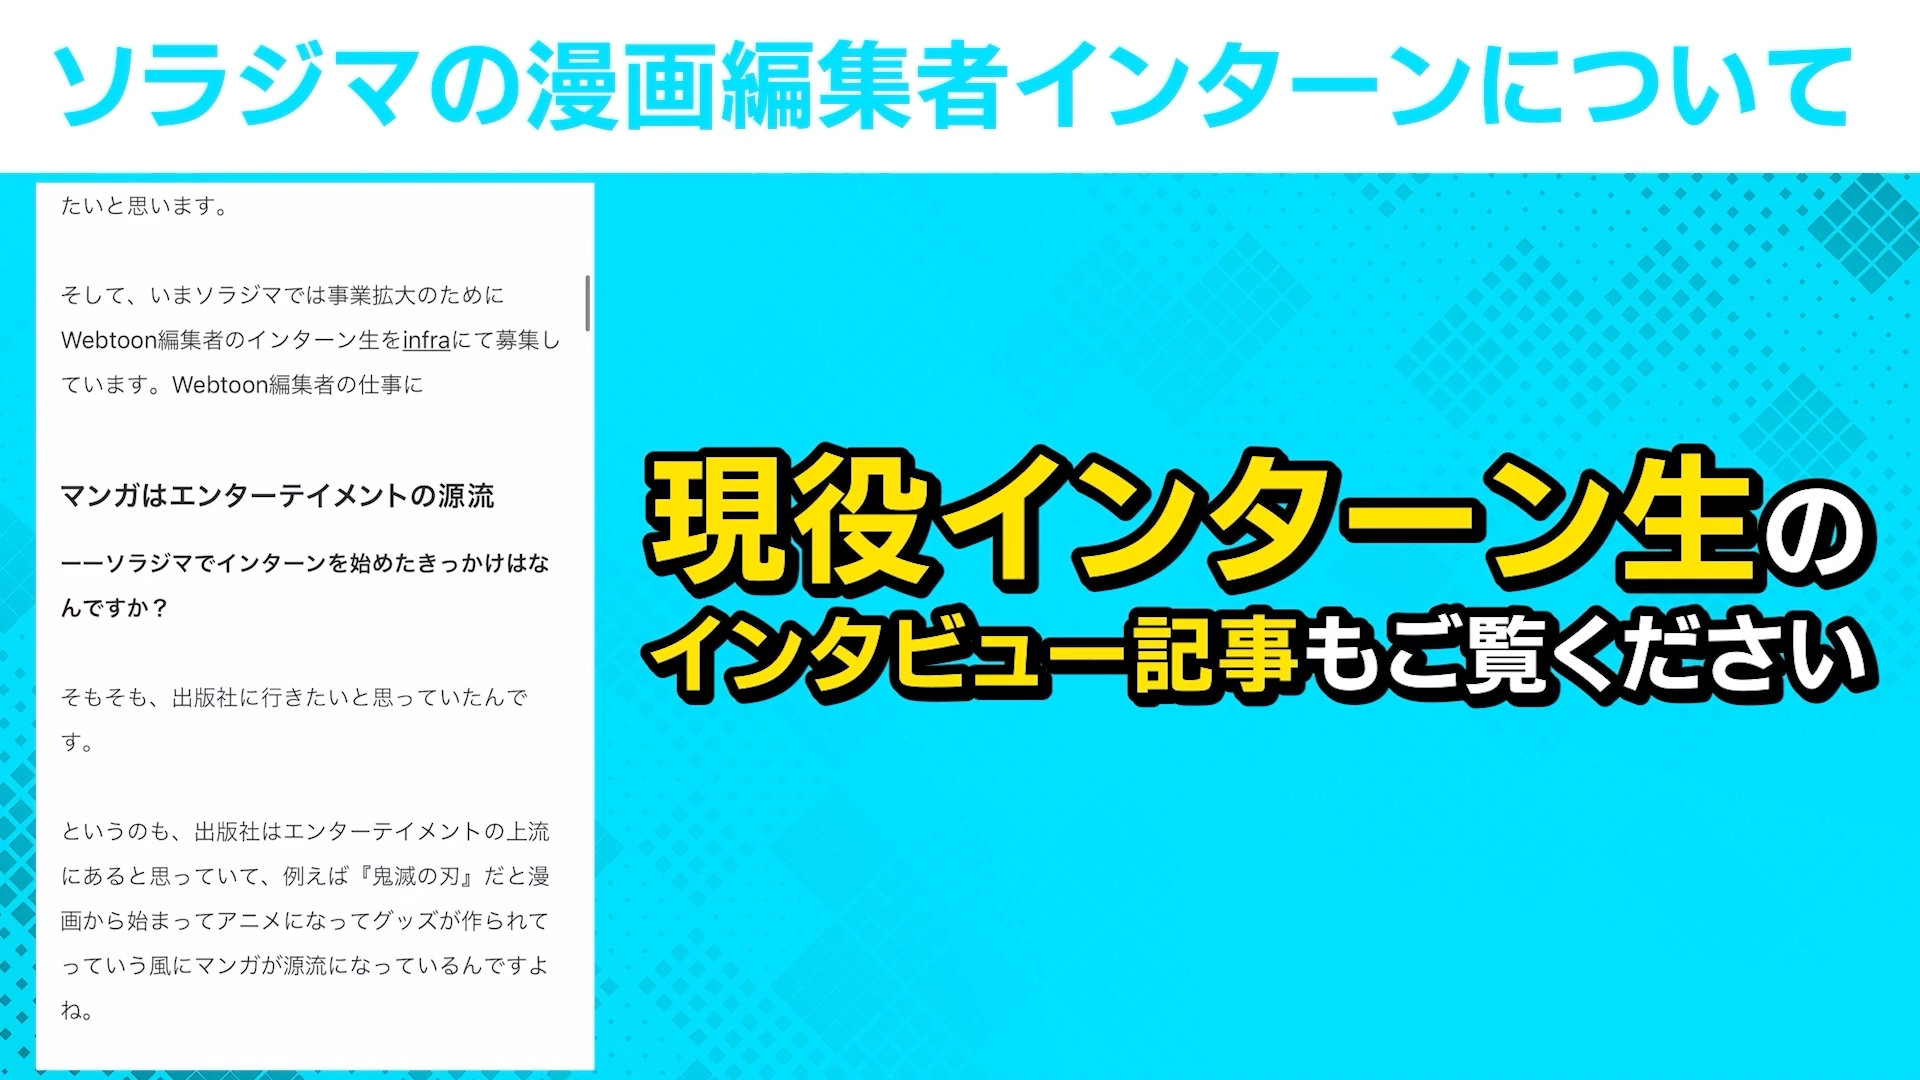 ソラジマの漫画編集者インターンについて
たいと思います。
そして、いまソラジマでは事業拡大のために
Webtoon編集者のインターン生をinfraにて募集し
ています。Webtoon編集者の仕事に
マンガはエンターテイメントの源流
ーーソラジマでインターンを始めたきっかけはな
んですか？
そもそも、出版社に行きたいと思っていたんで
す。
というのも、出版社はエンターテイメントの上流
にあると思っていて、例えば『鬼滅の刃』だと漫
画から始まってアニメになってグッズが作られて
っていう風にマンガが源流になっているんですよ
ね。
現役インターン生の
インタビュー記事もご覧ください